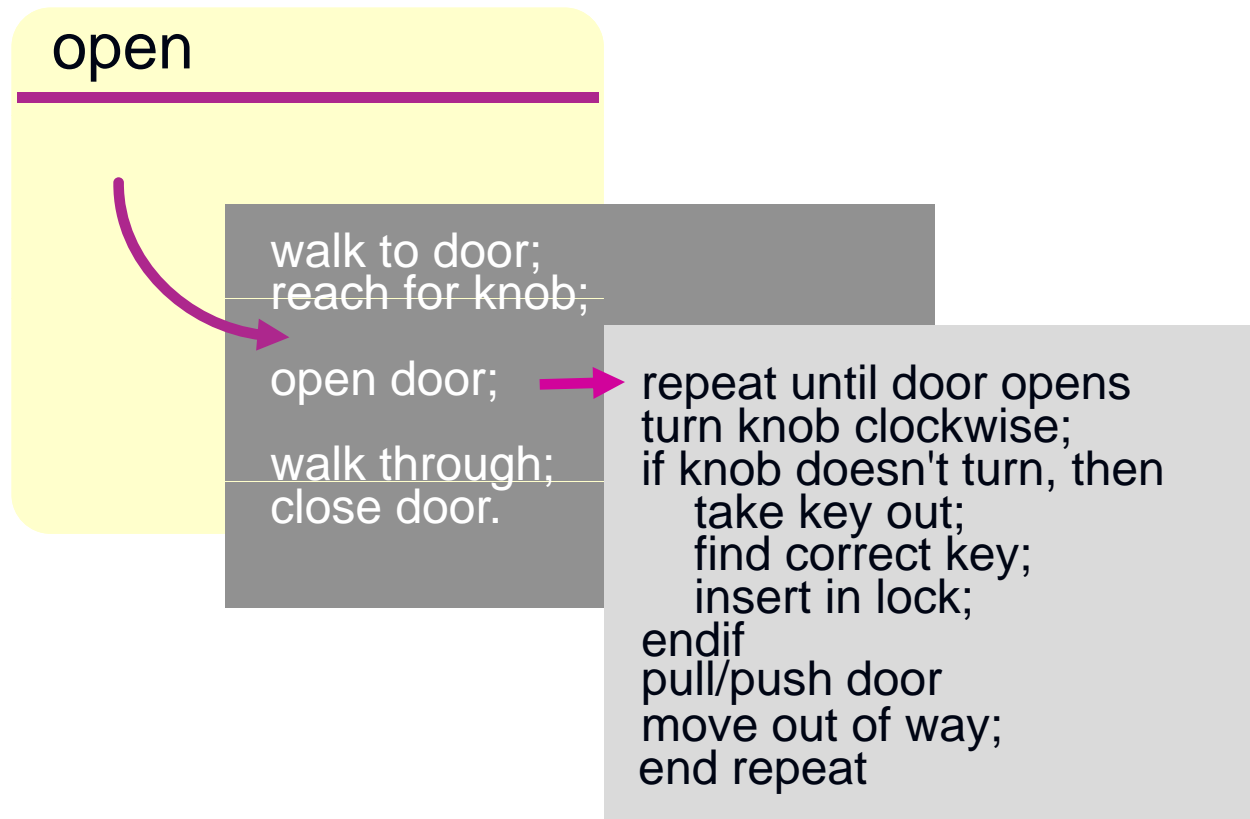 open
walk to door;
reach for knob;
open door;
walk through;
close door.
repeat until door opens
turn knob clockwise;
if knob doesn't turn, then
take key out;
find correct key;
insert in lock;
endif
pull/push door
move out of way;
end repeat